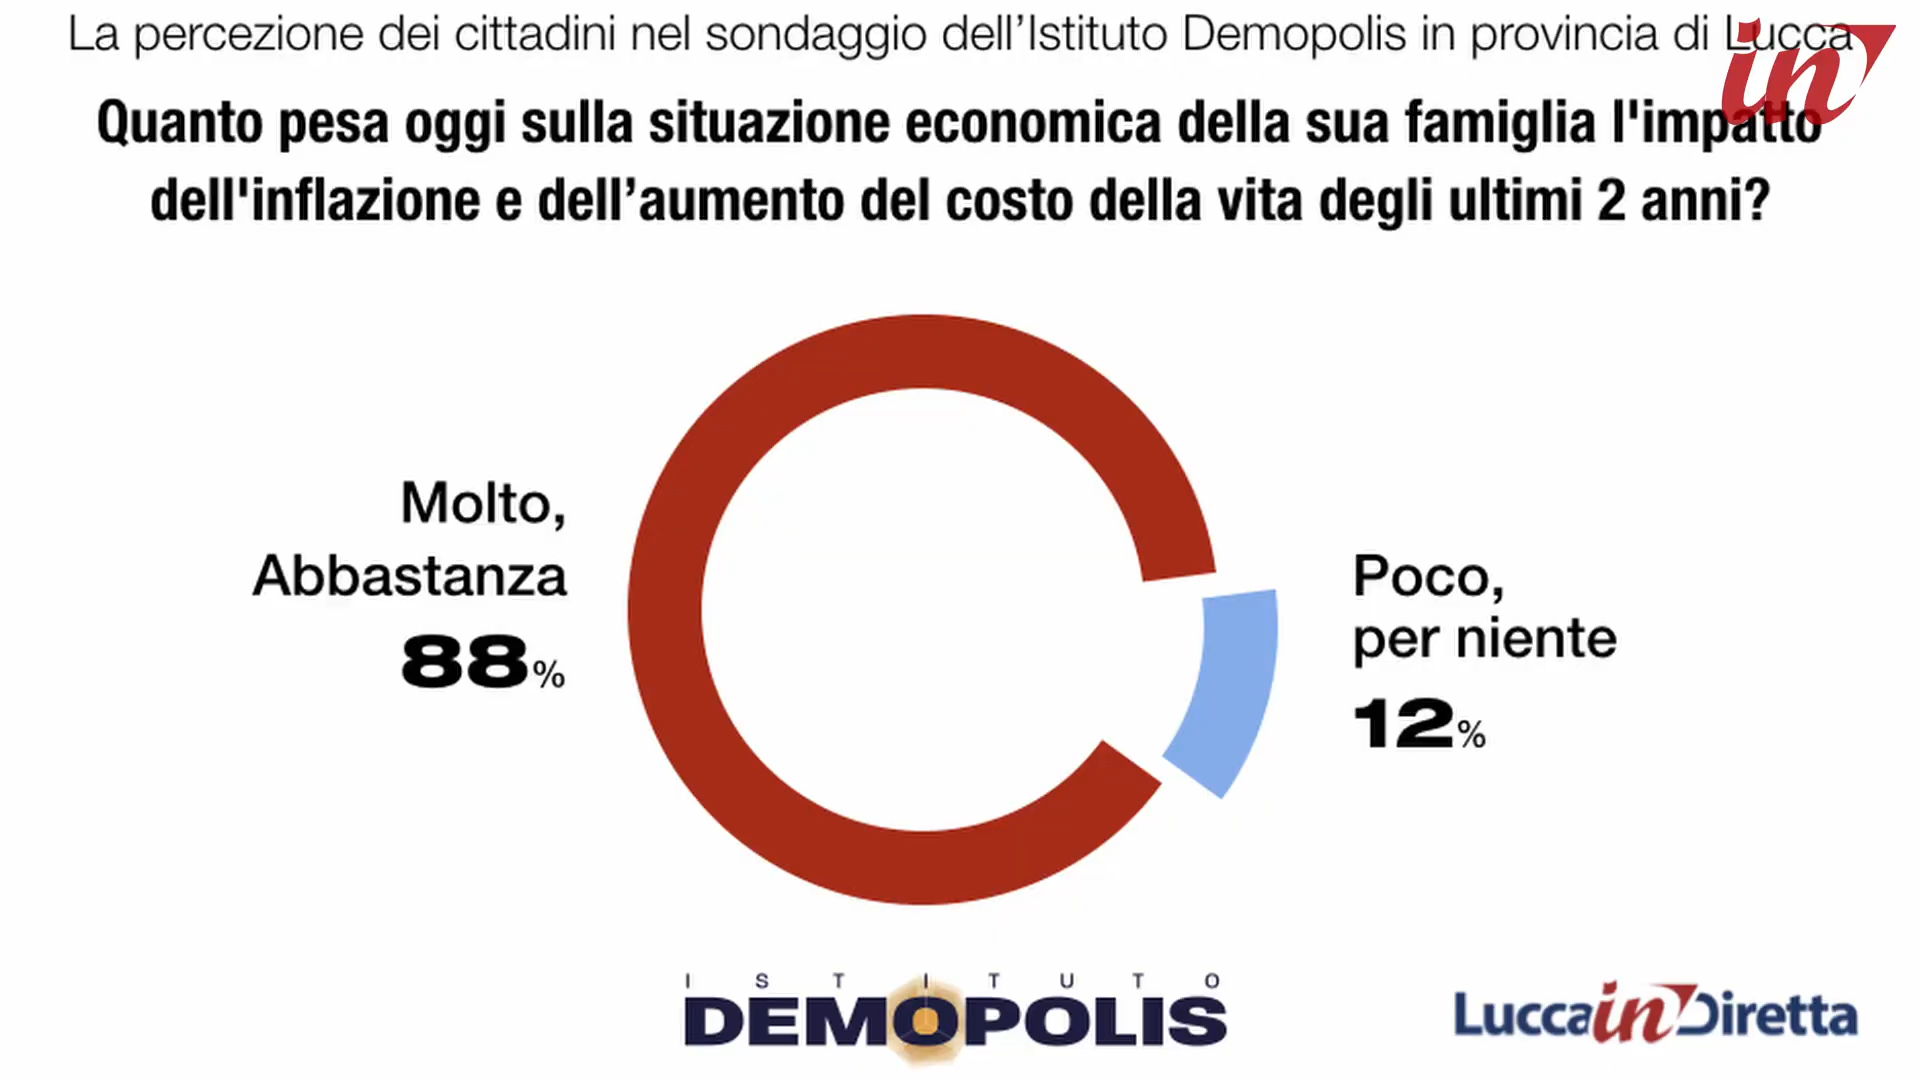 La percezione dei cittadini nel sondaggio dell’Istituto Demopolis in provincia di Lucca
in
Quanto pesa oggi sulla situazione economica della sua famiglia l'impatto
dell'inflazione e dell’aumento del costo della vita degli ultimi 2 anni?
Molto,
Abbastanza
88%
Poco,
per niente
12%
ISTITUTO
DEMOPOLIS
LuccainDiretta